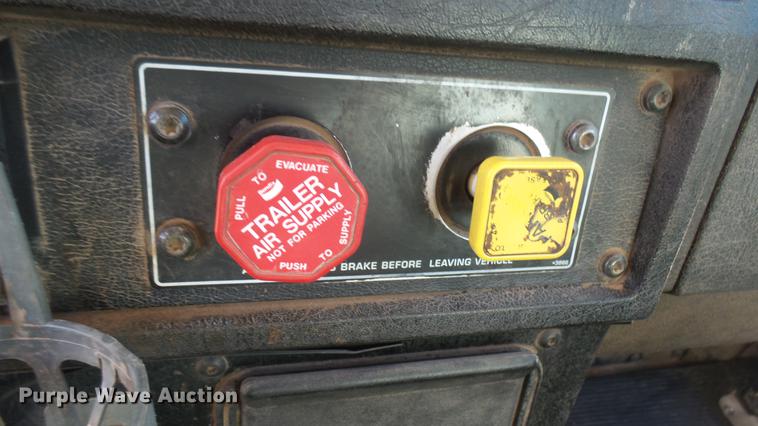 PULL TO EVACUATE
TRAILER
AIR SUPPLY
NOT FOR PARKING
PUSH TO SUPPLY
BRAKE BEFORE LEAVING VEHICLE
Purple Wave Auction